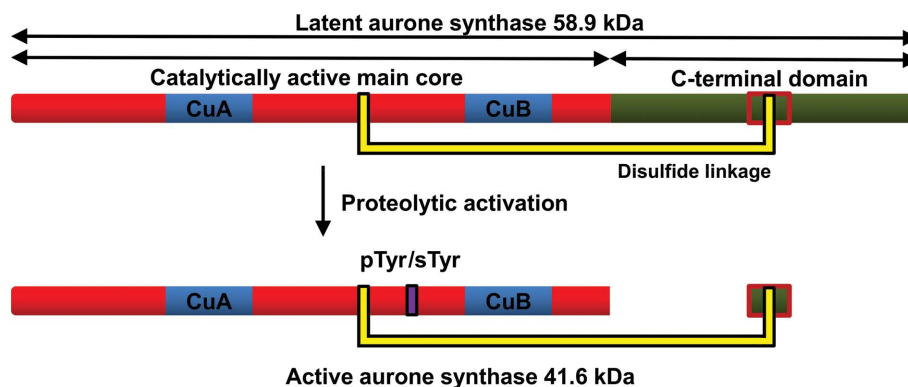 Latent aurone synthase 58.9 kDa
Catalytically active main core
C-terminal domain
CuA
CuB
Disulfide linkage
Proteolytic activation
pTyr/sTyr
CuA
CuB
Active aurone synthase 41.6 kDa